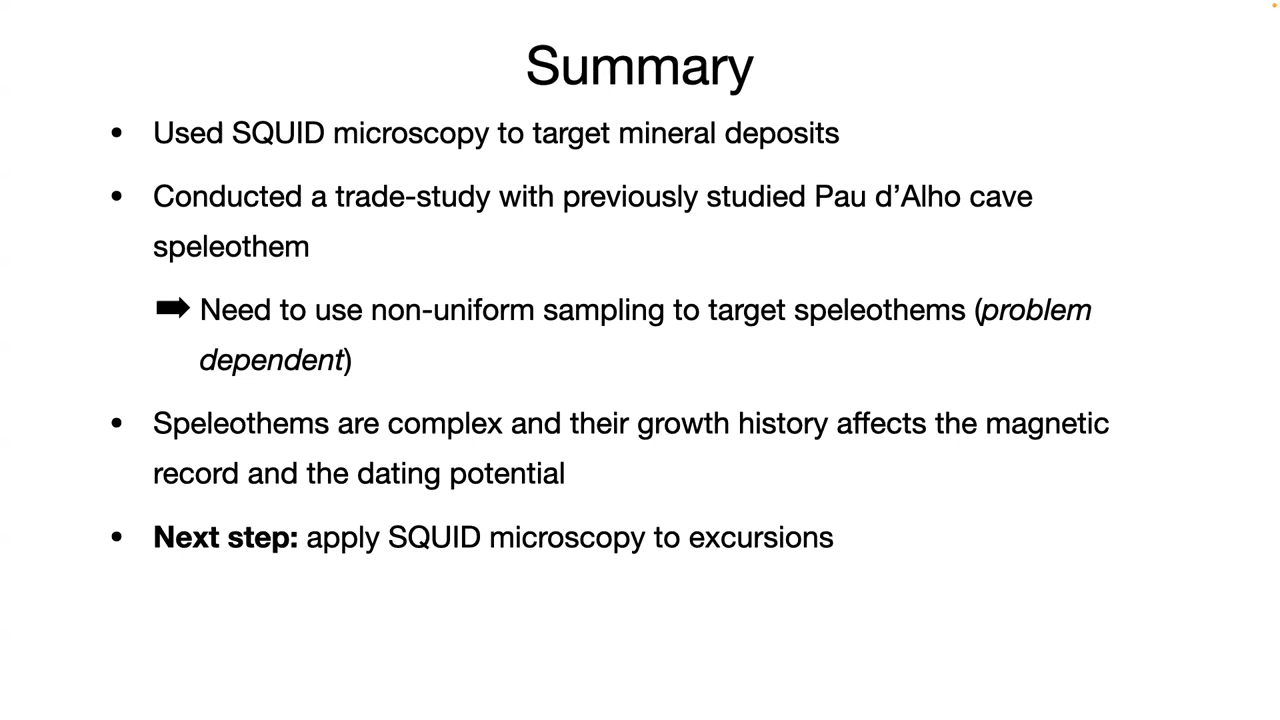 Summary
• Used SQUID microscopy to target mineral deposits
• Conducted a trade-study with previously studied Pau d’Alho cave
speleothem
➡ Need to use non-uniform sampling to target speleothems (problem
dependent)
• Speleothems are complex and their growth history affects the magnetic
record and the dating potential
• Next step: apply SQUID microscopy to excursions